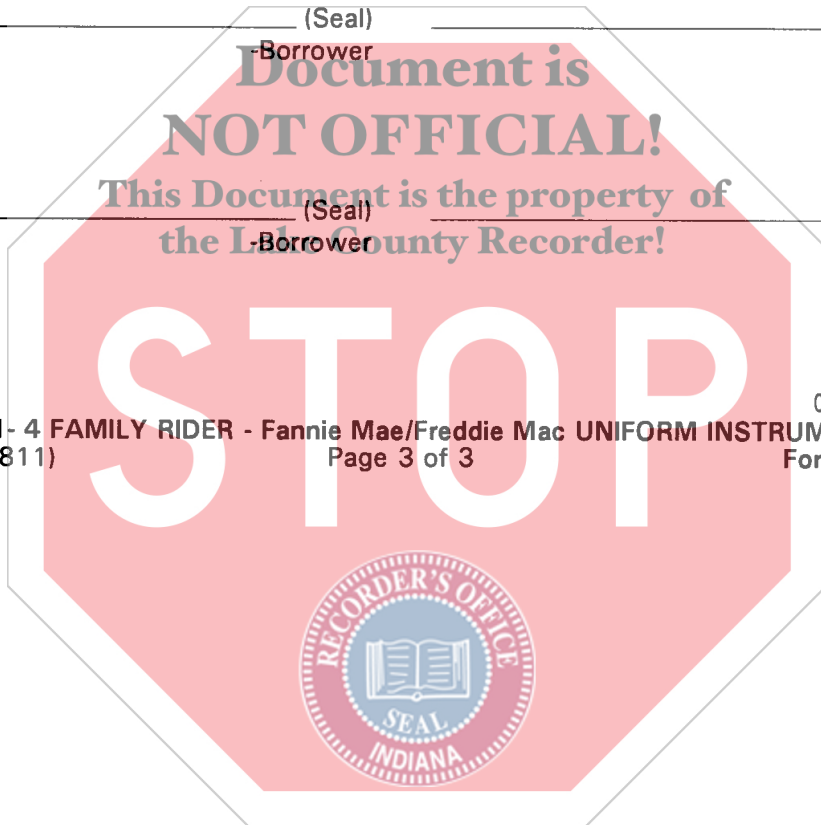 (Seal)
-Borrower
Document is
NOT OFFICIAL!
This Document is the property of
the Lake County Recorder!
(Seal)
-Borrower
STOP
- 4 FAMILY RIDER - Fannie Mae/Freddie Mac UNIFORM INSTRUM
811)
Page 3 of 3
For
RECORDER'S OFFICE
SEAL
INDIANA